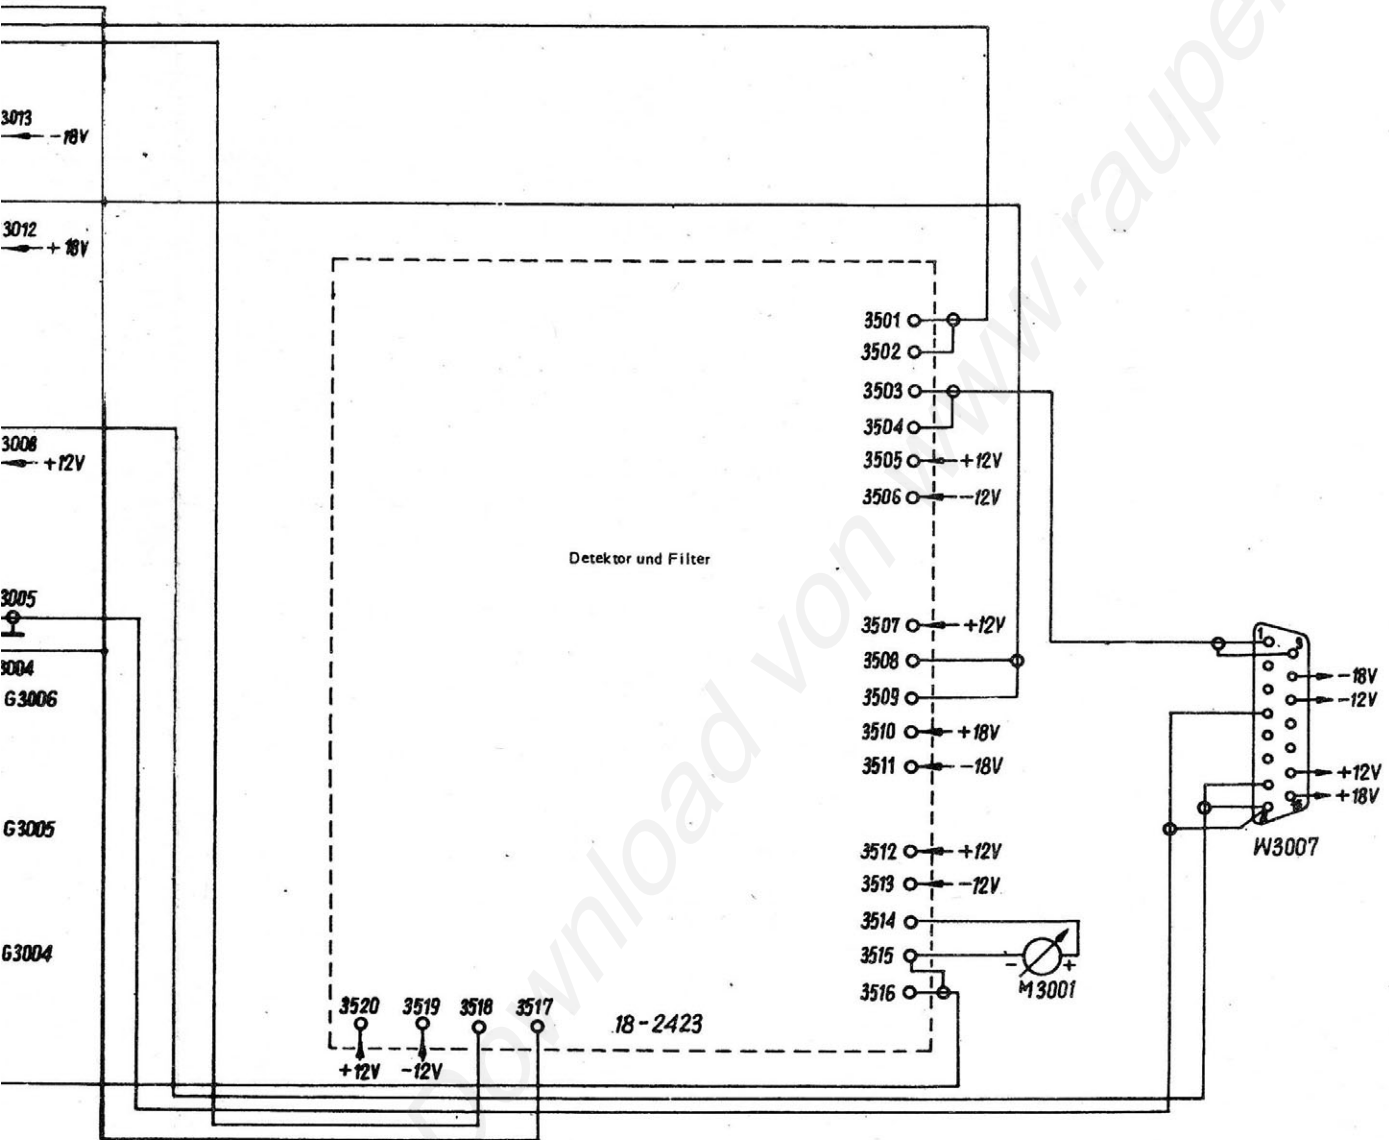 3013
-18V
3012
+18V
3008
+12V
3005
3004
G3006
G3005
G3004
3501
3502
3503
3504
3505 +12V
3506 -12V
Detektor und Filter
3507 +12V
3508
3509
3510 +18V
3511 -18V
3512 +12V
3513 -12V
3514
3515
- +
3516
M3001
3520 3519 3518 3517
18-2423
+12V -12V
1
9
-18V
-12V
+12V
+18V
8
15
W3007
download von www.rauper